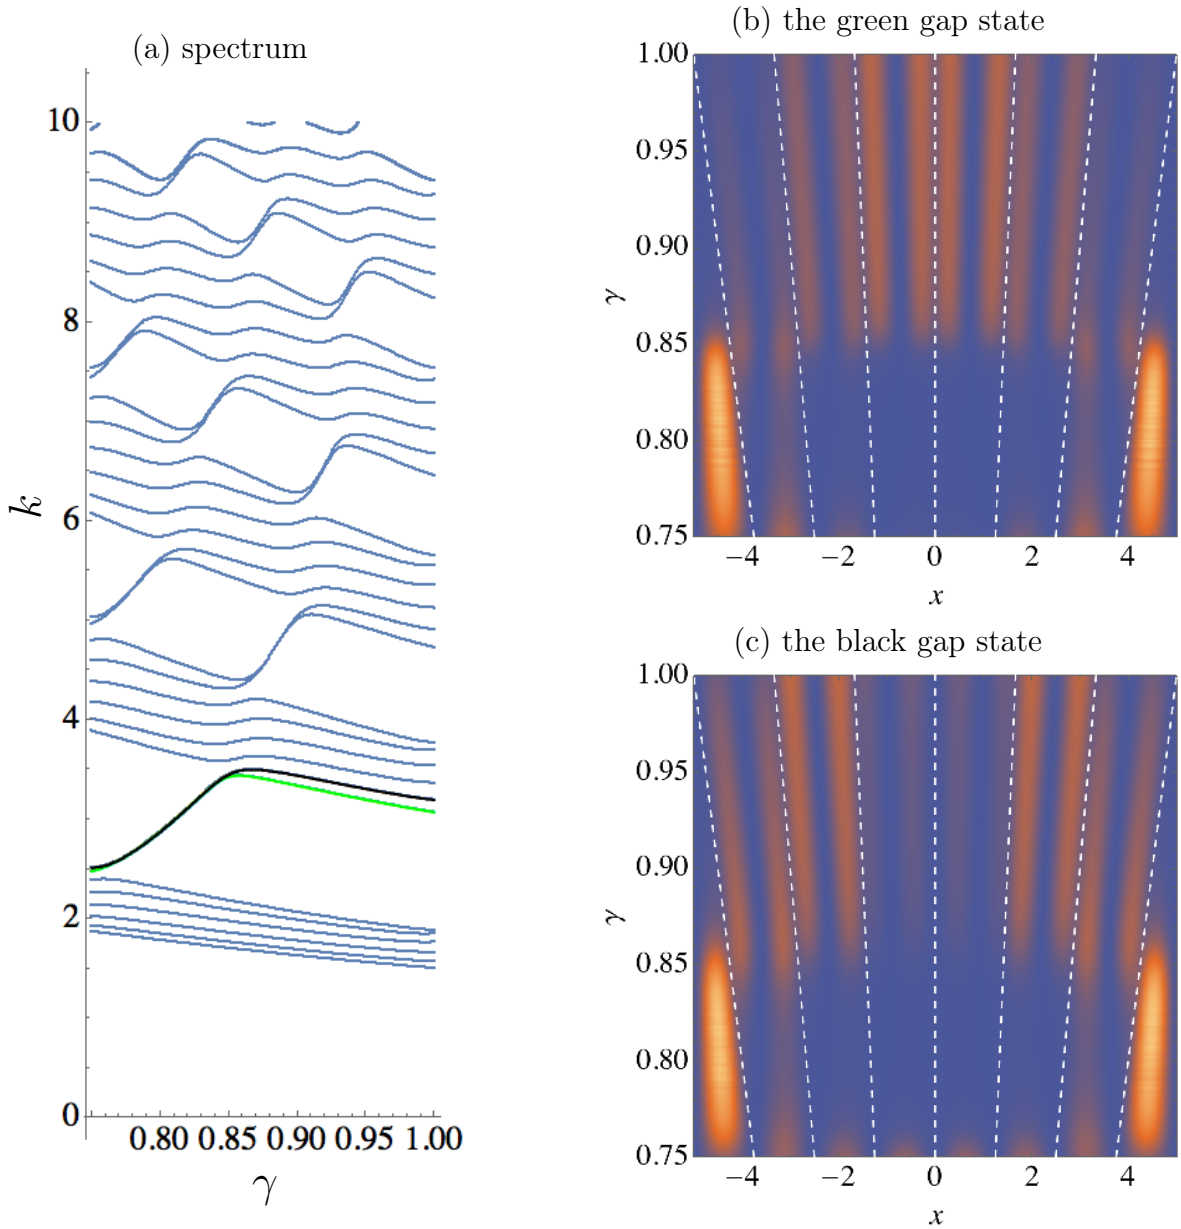 (a) spectrum
10
8
6
4
2
0
k
0.80 0.85 0.90 0.95 1.00
γ
(b) the green gap state
1.00
0.95
0.90
0.85
0.80
0.75
γ
−4 −2 0 2 4
x
(c) the black gap state
1.00
0.95
0.90
0.85
0.80
0.75
γ
−4 −2 0 2 4
x